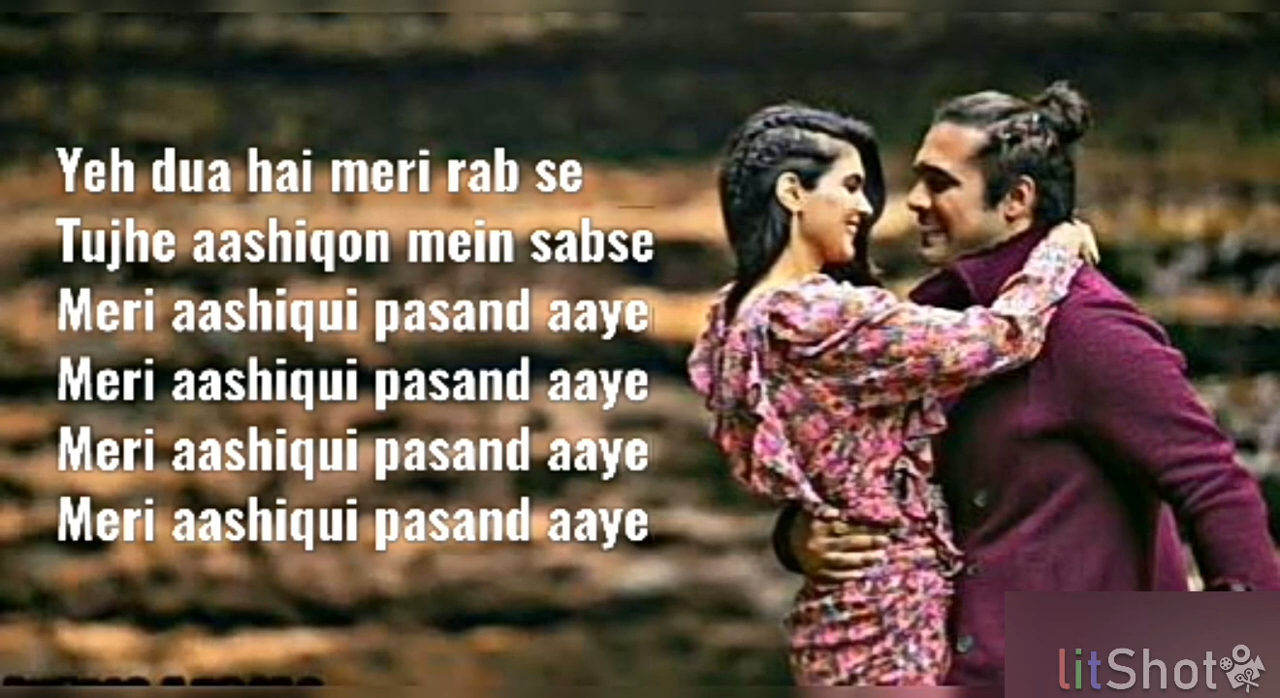 Yeh dua hai meri rab se
Tujhe aashiqon mein sabse
Meri aashiqui pasand aaye
Meri aashiqui pasand aaye
Meri aashiqui pasand aaye
Meri aashiqui pasand aaye
litShot